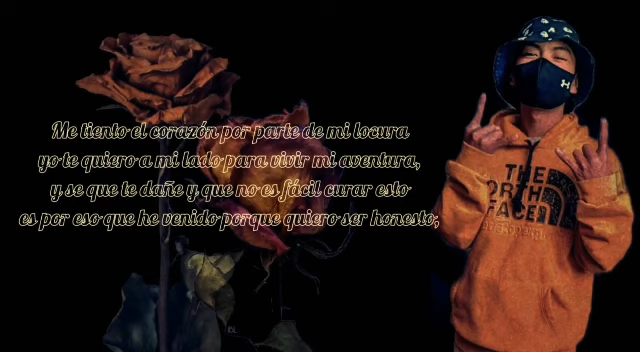 Me tiento el corazón por parte de mi locura
yo te quiero a mi lado para vivir mi aventura,
y se que te dañe y que no es fácil curar esto
es por eso que he venido porque quiero ser honesto,
THE
NORTH
FACE